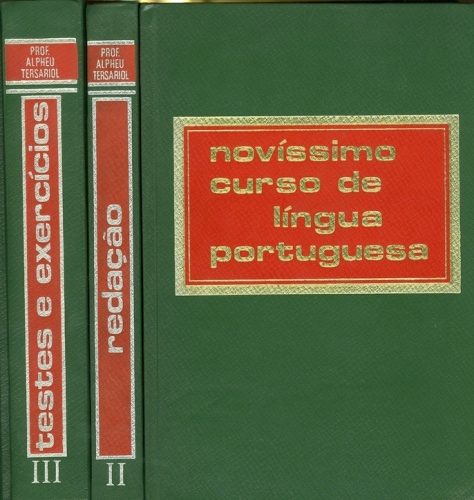 PROF.
ALPHEU
TERSARIOL
testes e exercícios
III
PROF.
ALPHEU
TERSARIOL
redação
II
novíssimo
curso de
língua
portuguesa